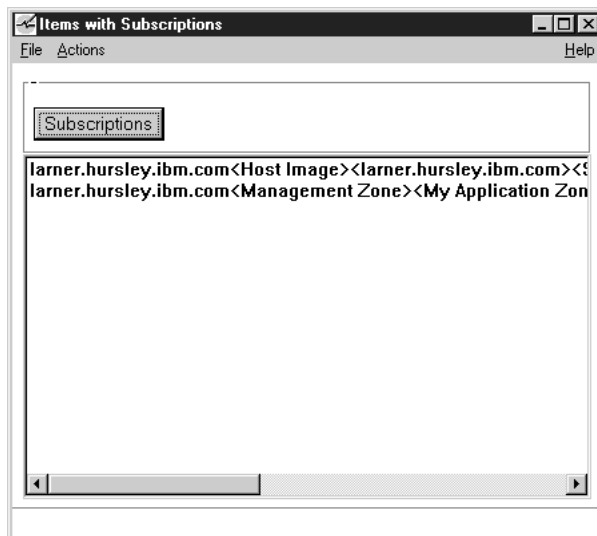 Items with Subscriptions
File Actions Help
Subscriptions
larner.hursley.ibm.com<Host Image><larner.hursley.ibm.com><S
larner.hursley.ibm.com<Management Zone><My Application Zon